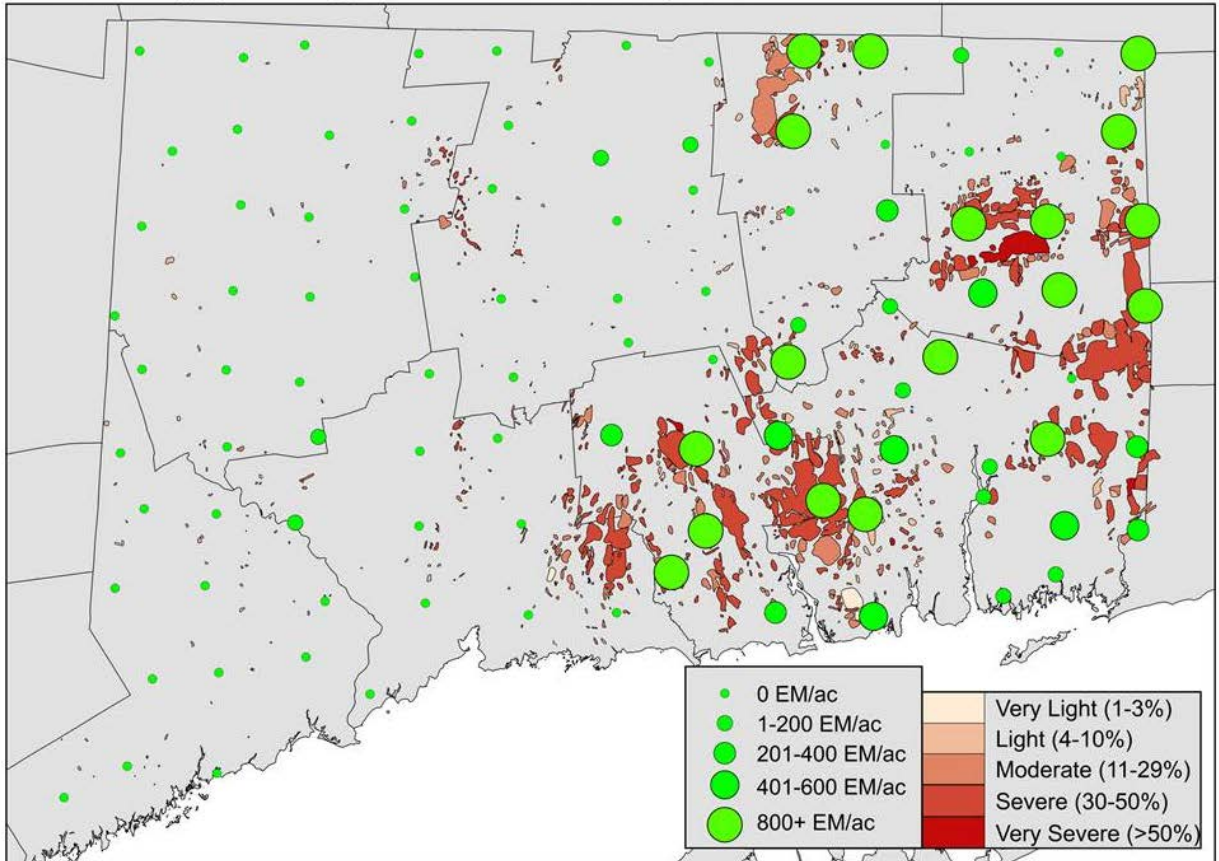 0 EM/ac
1-200 EM/ac
201-400 EM/ac
401-600 EM/ac
800+ EM/ac
Very Light (1-3%)
Light (4-10%)
Moderate (11-29%)
Severe (30-50%)
Very Severe (>50%)